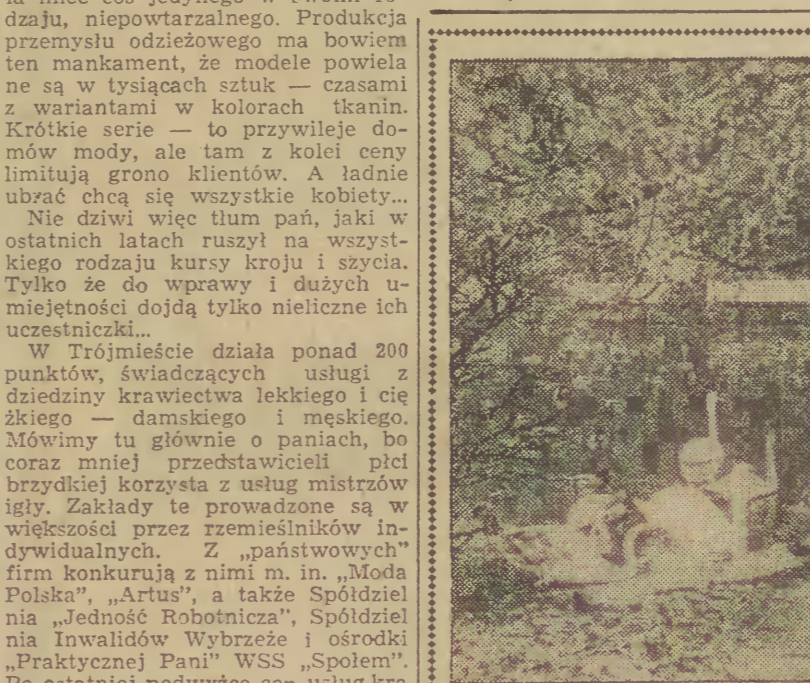 dzaju, niepowtarzalnego. Produkcja
przemysłu odzieżowego ma bowiem
ten mankament, że modele powiela
ne są w tysiącach sztuk — czasami
z wariantami w kolorach tkanin.
Krótkie serie — to przywileje do-
mów mody, ale tam z kolei ceny
limitują grono klientów. A ładnie
ubrać chcą się wszystkie kobiety...
Nie dziwi więc tłum pań, jaki w
ostatnich latach ruszył na wszyst-
kiego rodzaju kursy kroju i szycia.
Tylko że do wprawy i dużych u-
miejętności dojdą tylko nieliczne ich
uczestniczki...
W Trójmieście działa ponad 200
punktów, świadczących usługi z
dziedziny krawiectwa lekkiego i cię
żkiego — damskiego i męskiego.
Mówimy tu głównie o paniach, bo
coraz mniej przedstawicieli płci
brzydkiej korzysta z usług mistrzów
igły. Zakłady te prowadzone są w
większości przez rzemieślników in-
dywidualnych. Z „państwowych”
firm konkurują z nimi m. in. „Moda
Polska”, „Artus”, a także Spółdziel
nia „Jedność Robotnicza”, Spółdziel
nia Inwalidów Wybrzeże i ośrodki
„Praktycznej Pani” WSS „Społem”.